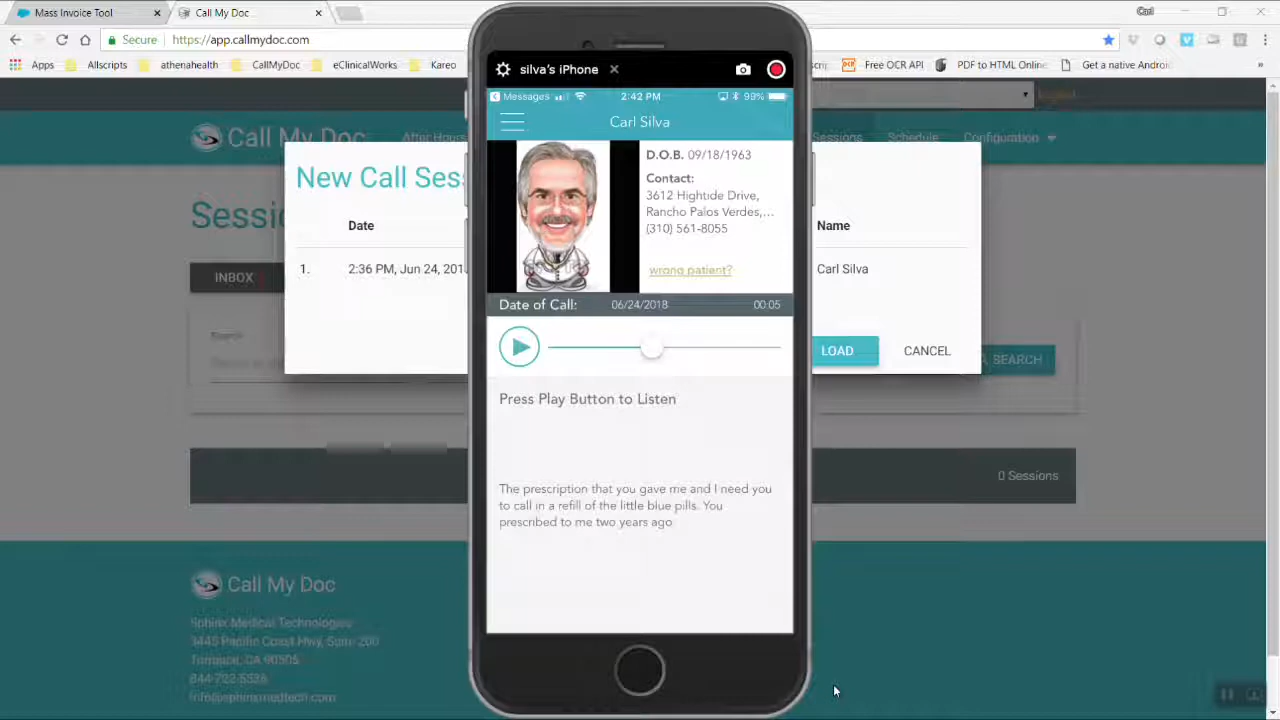 Mass Invoice Tool
Call My Doc
Carl
Secure
https://app.callmydoc.com
Apps
Allscripts
athenahealth
CallMyDoc
eClinicalWorks
Kareo
Free OCR API
PDF to HTML Online
Get a native Androi
silva's iPhone
Messages
2:42 PM
99%
Carl Silva
D.O.B. 09/18/1963
Contact:
3612 Hightide Drive,
Rancho Palos Verdes,...
(310) 561-8055
wrong patient?
Date of Call:
06/24/2018
00:05
Press Play Button to Listen
The prescription that you gave me and I need you
to call in a refill of the little blue pills. You
prescribed to me two years ago
Call My Doc
After Hours
Sessions
Schedule
Configuration
New Call Ses
Date
Name
1.
2:36 PM, Jun 24, 201
Carl Silva
LOAD
CANCEL
Sessi
INBOX
Search
SEARCH
0 Sessions
Call My Doc
Sphinx Medical Technologies
3445 Pacific Coast Hwy, Suite 200
Torrance, CA 90505
844-722-5536
info@sphinxmedtech.com